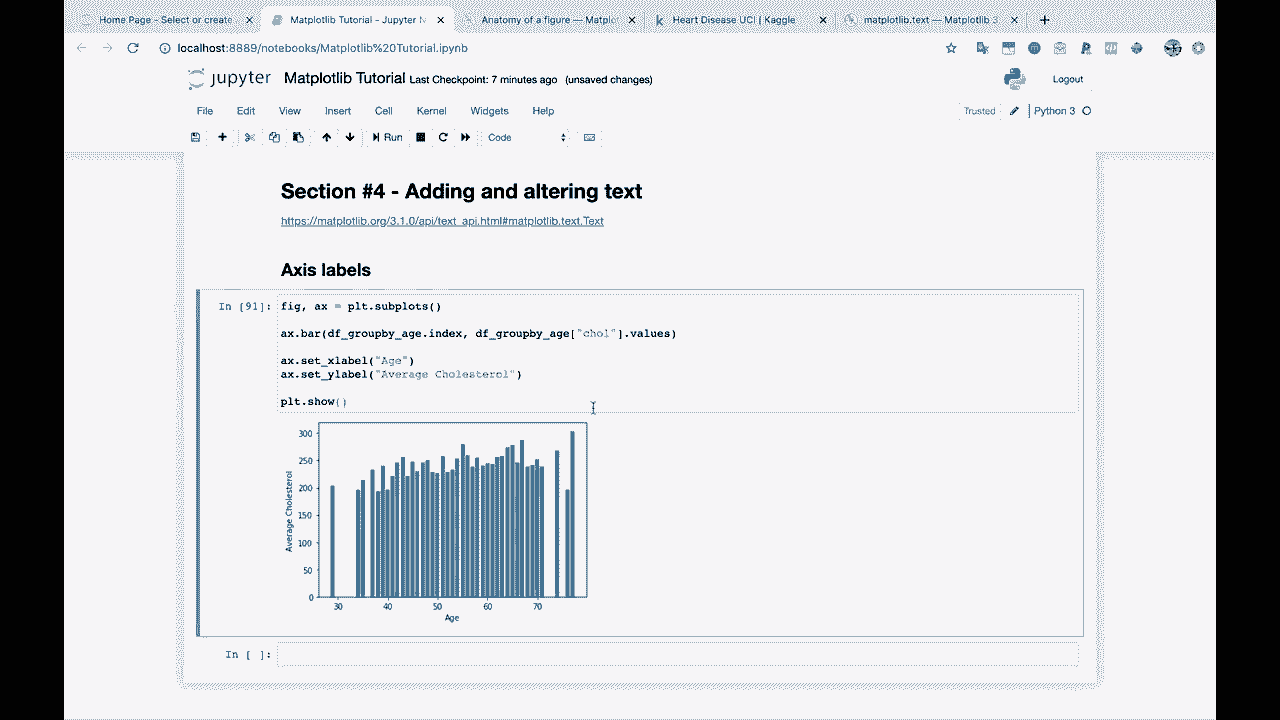 Home Page - Select or create
Matplotlib Tutorial - Jupyter N
Anatomy of a figure — Matplot
Heart Disease UCI | Kaggle
matplotlib.text — Matplotlib 3
localhost:8889/notebooks/Matplotlib%20Tutorial.ipynb
jupyter Matplotlib Tutorial Last Checkpoint: 7 minutes ago (unsaved changes)
Logout
File Edit View Insert Cell Kernel Widgets Help
Trusted Python 3
Run Code
Section #4 - Adding and altering text
https://matplotlib.org/3.1.0/api/text_api.html#matplotlib.text.Text
Axis labels
In [91]: fig, ax = plt.subplots()
ax.bar(df_groupby_age.index, df_groupby_age["chol"].values)
ax.set_xlabel("Age")
ax.set_ylabel("Average Cholesterol")
plt.show()
300
250
200
150
100
50
0
Average Cholesterol
30 40 50 60 70
Age
In [ ]: